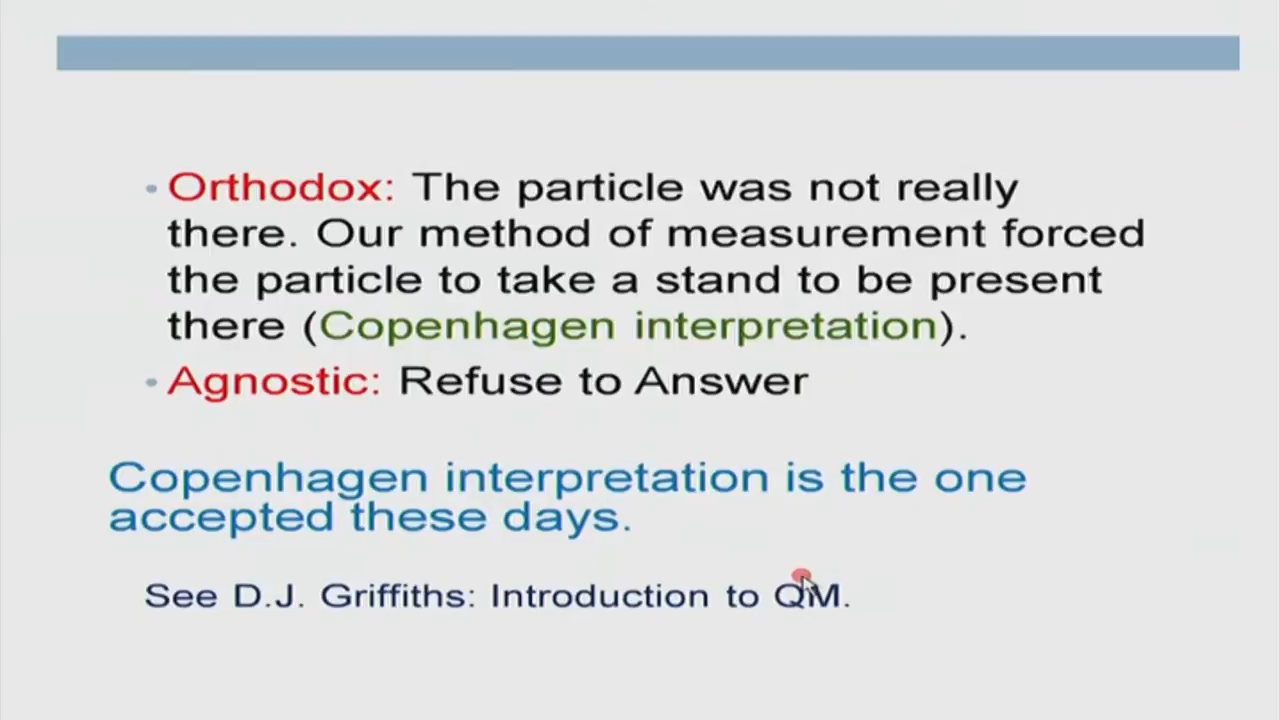 • Orthodox: The particle was not really
there. Our method of measurement forced
the particle to take a stand to be present
there (Copenhagen interpretation).
• Agnostic: Refuse to Answer
Copenhagen interpretation is the one
accepted these days.
See D.J. Griffiths: Introduction to QM.